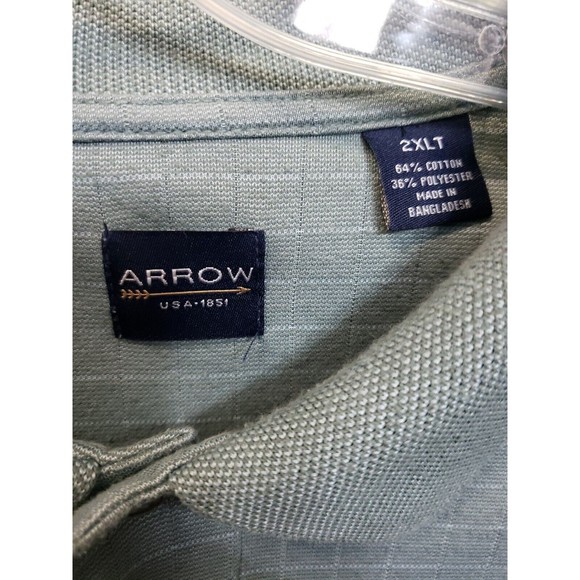 2XLT
64% COTTON
36% POLYESTER
MADE IN
BANGLADESH
ARROW
USA·1851